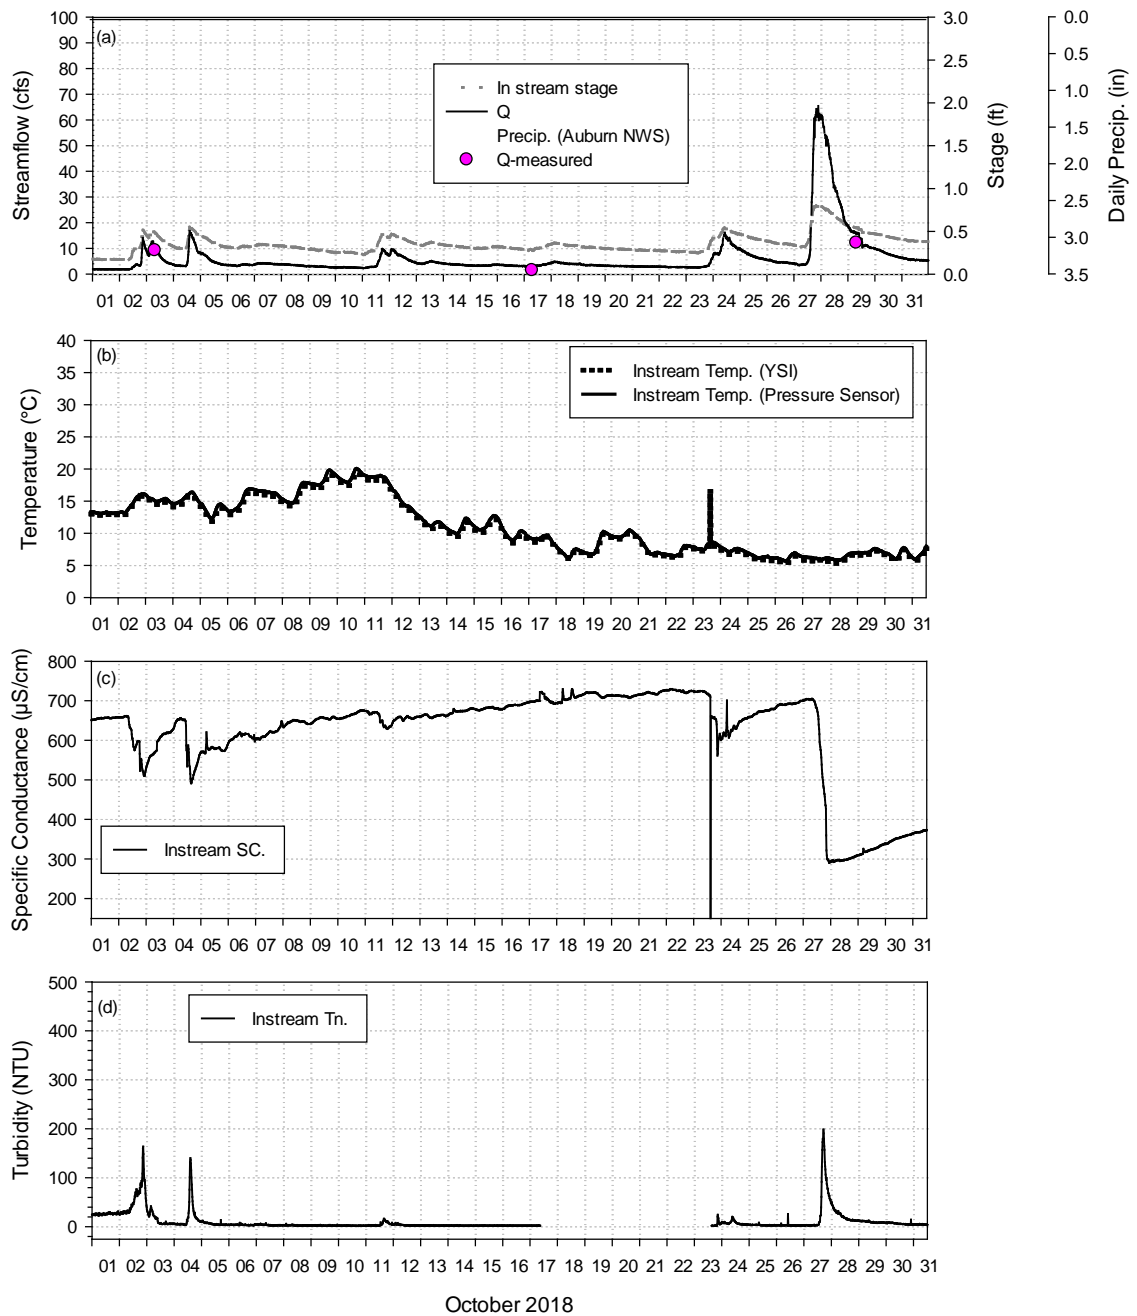 (a)
100
90
80
70
60
50
40
30
20
10
0
Streamflow (cfs)
In stream stage
Q
Precip. (Auburn NWS)
Q-measured
3.0
2.5
2.0
1.5
1.0
0.5
0.0
Stage (ft)
0.0
0.5
1.0
1.5
2.0
2.5
3.0
3.5
Daily Precip. (in)
01 02 03 04 05 06 07 08 09 10 11 12 13 14 15 16 17 18 19 20 21 22 23 24 25 26 27 28 29 30 31
(b)
40
35
30
25
20
15
10
5
0
Temperature (°C)
Instream Temp. (YSI)
Instream Temp. (Pressure Sensor)
01 02 03 04 05 06 07 08 09 10 11 12 13 14 15 16 17 18 19 20 21 22 23 24 25 26 27 28 29 30 31
(c)
800
700
600
500
400
300
200
Specific Conductance (µS/cm)
Instream SC.
01 02 03 04 05 06 07 08 09 10 11 12 13 14 15 16 17 18 19 20 21 22 23 24 25 26 27 28 29 30 31
(d)
500
400
300
200
100
0
Turbidity (NTU)
Instream Tn.
01 02 03 04 05 06 07 08 09 10 11 12 13 14 15 16 17 18 19 20 21 22 23 24 25 26 27 28 29 30 31
October 2018